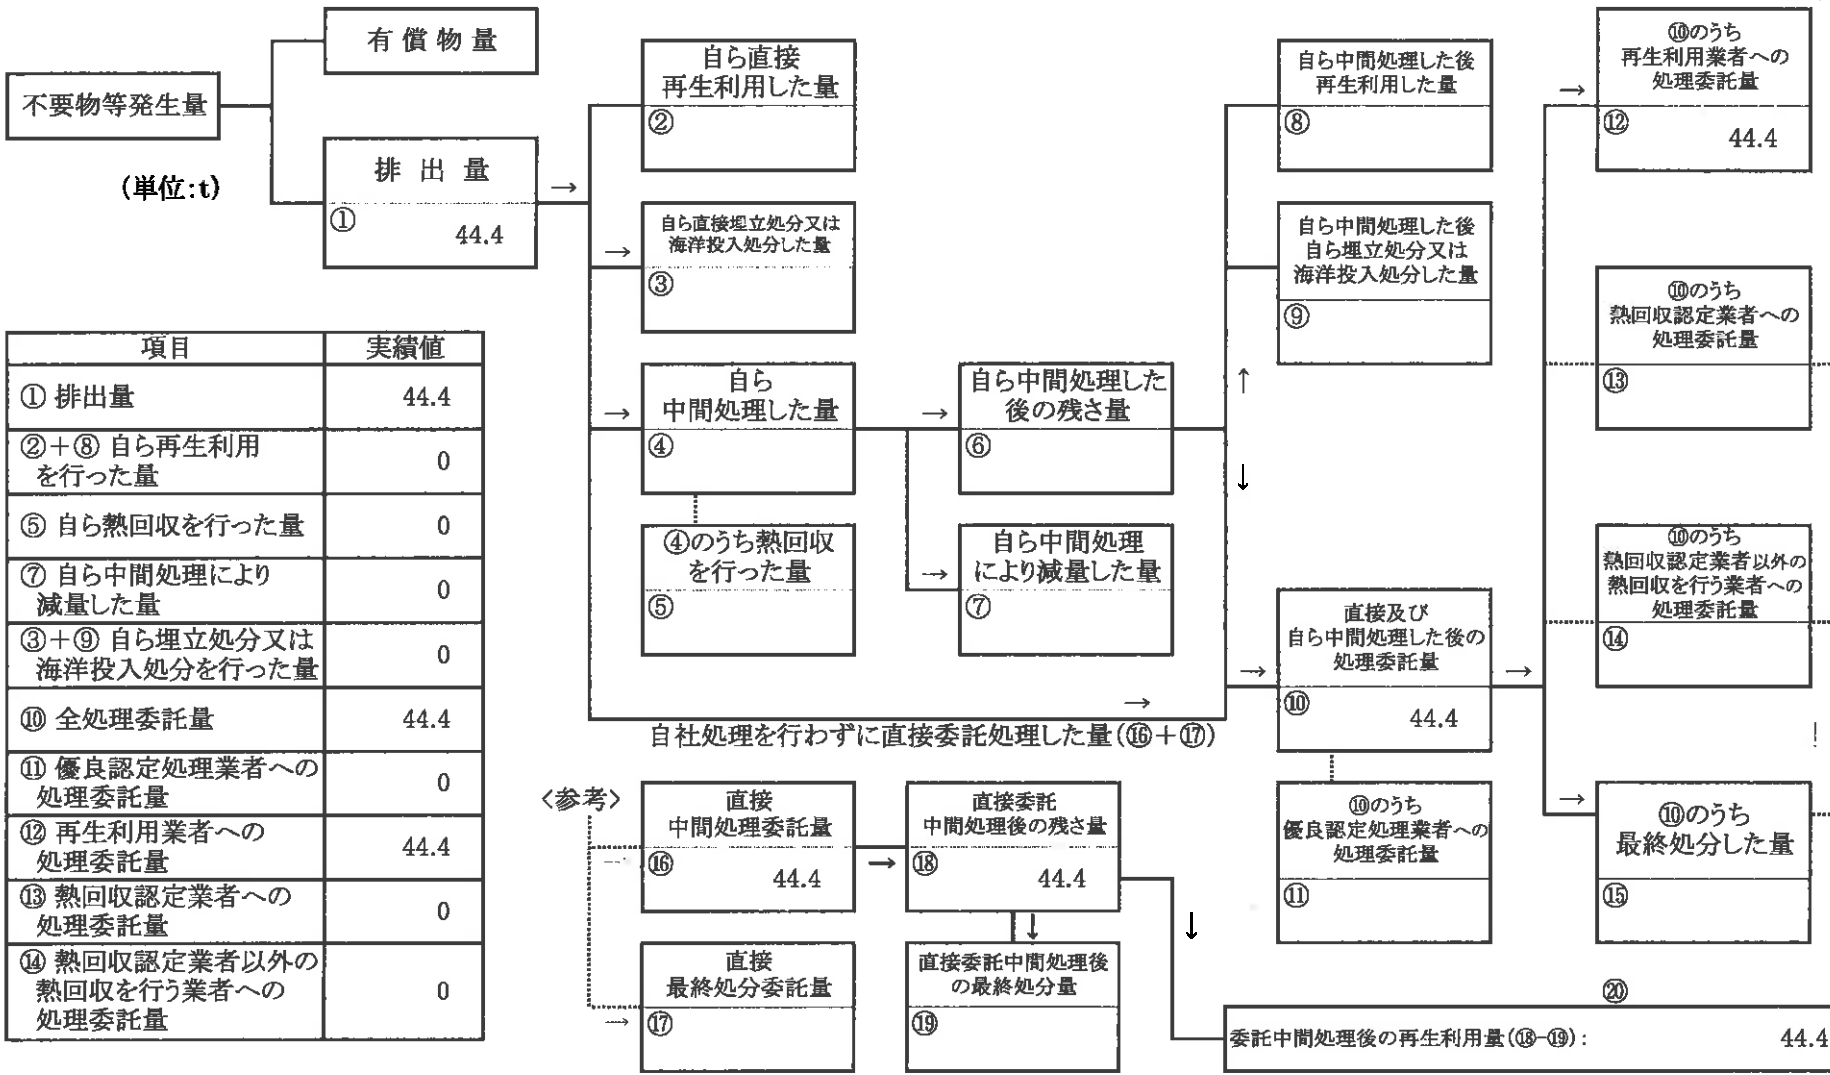 不要物等発生量
有償物量
(単位:t)
排出量
①
44.4
→
自ら直接
再生利用した量
②
→
自ら直接埋立処分又は
海洋投入処分した量
③
→
自ら
中間処理した量
④
④のうち熱回収
を行った量
⑤
→
自ら中間処理した
後の残さ量
⑥
→
自ら中間処理
により減量した量
⑦
自ら中間処理した後
再生利用した量
⑧
自ら中間処理した後
自ら埋立処分又は
海洋投入処分した量
⑨
↑
↓
→
自社処理を行わずに直接委託処理した量(⑯+⑰)
→
直接及び
自ら中間処理した後の
処理委託量
⑩
44.4
→
⑩のうち
優良認定処理業者への
処理委託量
⑪
→
⑩のうち
再生利用業者への
処理委託量
⑫
44.4
⑩のうち
熱回収認定業者への
処理委託量
⑬
⑩のうち
熱回収認定業者以外の
熱回収を行う業者への
処理委託量
⑭
→
⑩のうち
最終処分した量
⑮
項目 実績値
① 排出量 44.4
②+⑧ 自ら再生利用
を行った量 0
⑤ 自ら熱回収を行った量 0
⑦ 自ら中間処理により
減量した量 0
③+⑨ 自ら埋立処分又は
海洋投入処分を行った量 0
⑩ 全処理委託量 44.4
⑪ 優良認定処理業者への
処理委託量 0
⑫ 再生利用業者への
処理委託量 44.4
⑬ 熱回収認定業者への
処理委託量 0
⑭ 熱回収認定業者以外の
熱回収を行う業者への
処理委託量 0
〈参考〉
→
直接
中間処理委託量
⑯
44.4
→
直接委託
中間処理後の残さ量
⑱
44.4
→
直接
最終処分委託量
⑰
↓
直接委託中間処理後
の最終処分量
⑲
↓
⑳
委託中間処理後の再生利用量(⑱-⑲): 44.4